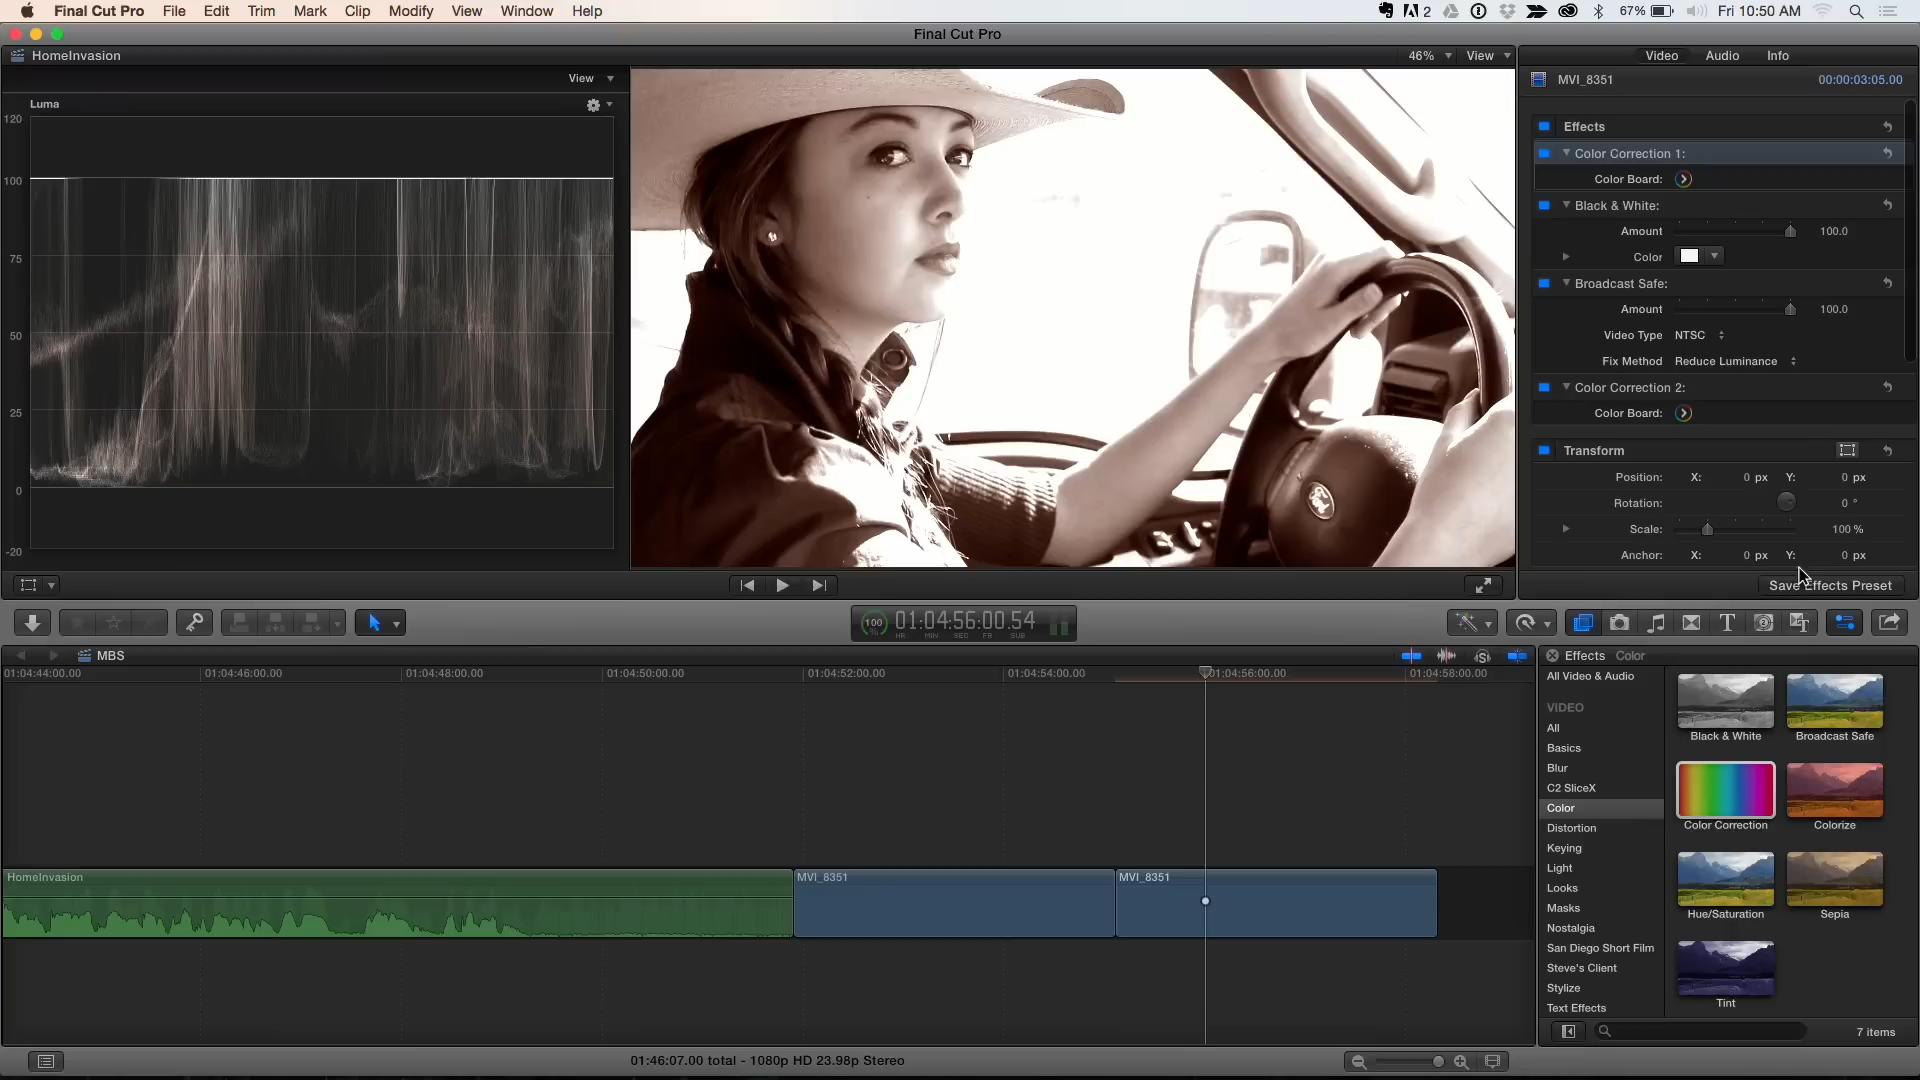 Final Cut Pro File Edit Trim Mark Clip Modify View Window Help
2 67% Fri 10:50 AM
Final Cut Pro
HomeInvasion
46% View
Video Audio Info
View
MVI_8351 00:00:03:05.00
Luma
120
100
75
50
25
0
-20
Effects
Color Correction 1:
Color Board:
Black & White:
Amount 100.0
Color
Broadcast Safe:
Amount 100.0
Video Type NTSC
Fix Method Reduce Luminance
Color Correction 2:
Color Board:
Transform
Position: X: 0 px Y: 0 px
Rotation: 0 °
Scale: 100 %
Anchor: X: 0 px Y: 0 px
Save Effects Preset
100 % 01:04:56:00.54
HR MIN SEC FR SUB
MBS
01:04:44:00.00 01:04:46:00.00 01:04:48:00.00 01:04:50:00.00 01:04:52:00.00 01:04:54:00.00 01:04:56:00.00 01:04:58:00.00
HomeInvasion
MVI_8351
MVI_8351
Effects Color
All Video & Audio
VIDEO
All
Basics
Blur
C2 SliceX
Color
Distortion
Keying
Light
Looks
Masks
Nostalgia
San Diego Short Film
Steve's Client
Stylize
Text Effects
Black & White
Broadcast Safe
Color Correction
Colorize
Hue/Saturation
Sepia
Tint
7 items
01:46:07.00 total - 1080p HD 23.98p Stereo